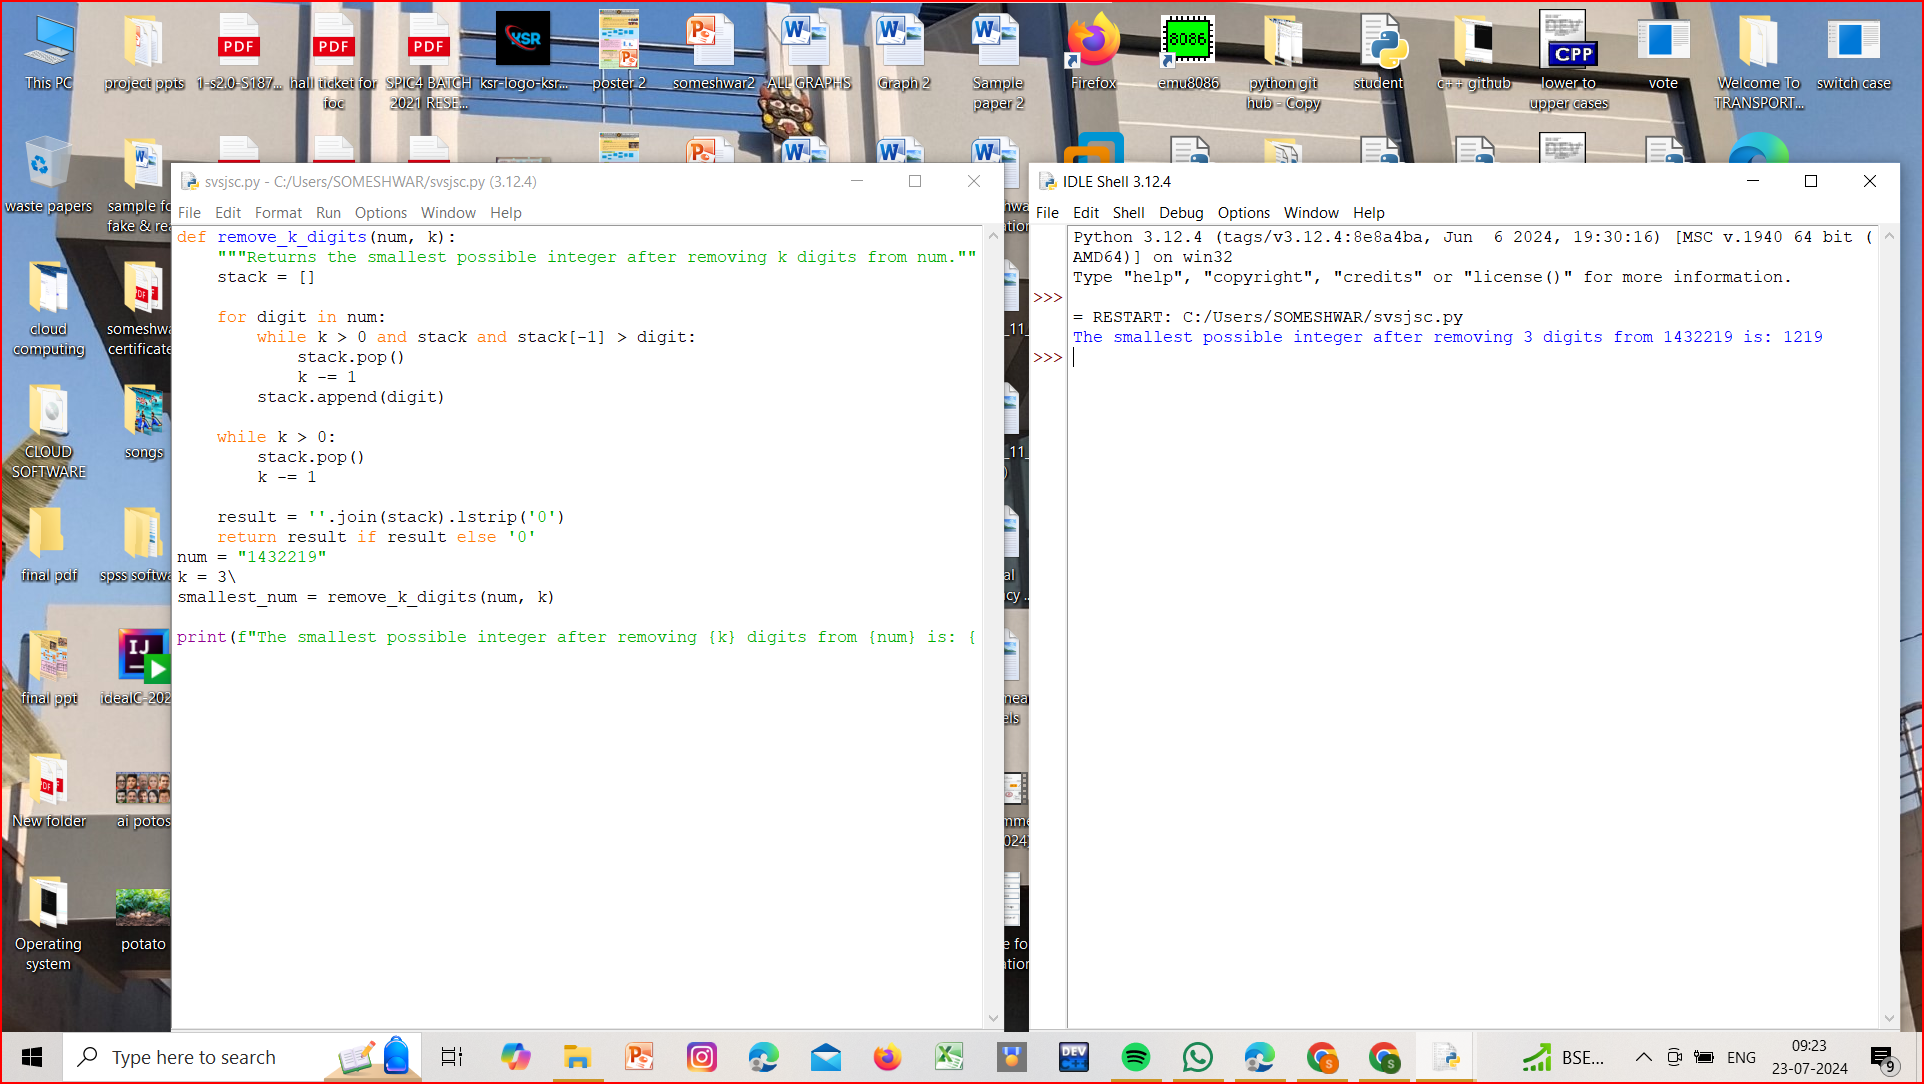 This PC
project ppts
1-s2.0-S187...
hall ticket for
foc
SPIC4 BATCH
2021 RESE...
ksr-logo-ksr...
poster 2
someshwar2
ALL GRAPHS
Graph 2
Sample
paper 2
Firefox
emu8086
python git
hub - Copy
student
c++ github
lower to
upper cases
vote
Welcome To
TRANSPORT...
switch case
waste papers
sample fo
fake & rea
cloud
computing
someshwa
certificate
CLOUD
SOFTWARE
songs
final pdf
spss softwa
final ppt
idealC-202
New folder
ai potos
Operating
system
potato
svsjsc.py - C:/Users/SOMESHWAR/svsjsc.py (3.12.4)
File Edit Format Run Options Window Help
def remove_k_digits(num, k):
    """Returns the smallest possible integer after removing k digits from num.""
    stack = []
    for digit in num:
        while k > 0 and stack and stack[-1] > digit:
            stack.pop()
            k -= 1
        stack.append(digit)
    while k > 0:
        stack.pop()
        k -= 1
    result = ''.join(stack).lstrip('0')
    return result if result else '0'
num = "1432219"
k = 3\
smallest_num = remove_k_digits(num, k)
print(f"The smallest possible integer after removing {k} digits from {num} is: {
IDLE Shell 3.12.4
File Edit Shell Debug Options Window Help
Python 3.12.4 (tags/v3.12.4:8e8a4ba, Jun  6 2024, 19:30:16) [MSC v.1940 64 bit (
AMD64)] on win32
Type "help", "copyright", "credits" or "license()" for more information.
>>>
= RESTART: C:/Users/SOMESHWAR/svsjsc.py
The smallest possible integer after removing 3 digits from 1432219 is: 1219
>>>
Type here to search
BSE...
ENG
09:23
23-07-2024
9